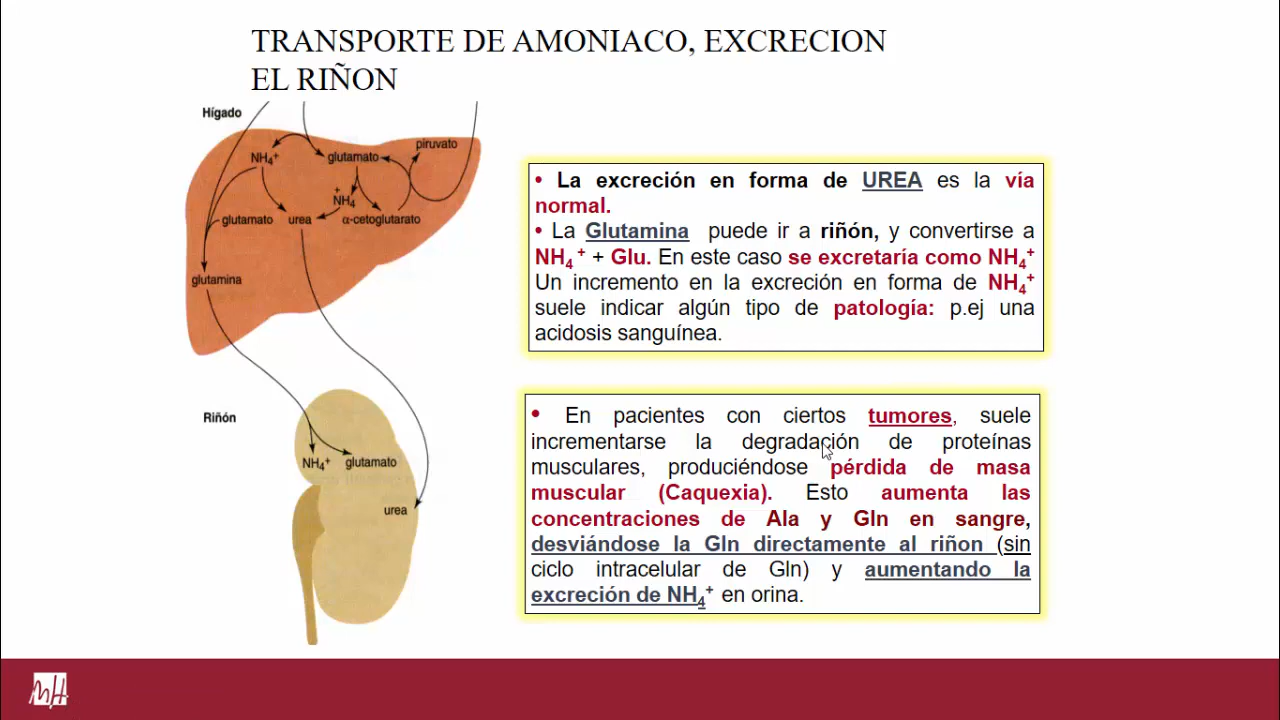 TRANSPORTE DE AMONIACO, EXCRECION
EL RIÑON
Hígado
NH₄⁺
glutamato
piruvato
⁺NH₄
glutamato
urea
α-cetoglutarato
glutamina
Riñón
NH₄⁺
glutamato
urea
• La excreción en forma de UREA es la vía
normal.
• La Glutamina puede ir a riñón, y convertirse a
NH₄⁺ + Glu. En este caso se excretaría como NH₄⁺
Un incremento en la excreción en forma de NH₄⁺
suele indicar algún tipo de patología: p.ej una
acidosis sanguínea.
• En pacientes con ciertos tumores, suele
incrementarse la degradación de proteínas
musculares, produciéndose pérdida de masa
muscular (Caquexia). Esto aumenta las
concentraciones de Ala y Gln en sangre,
desviándose la Gln directamente al riñon (sin
ciclo intracelular de Gln) y aumentando la
excreción de NH₄⁺ en orina.
MH